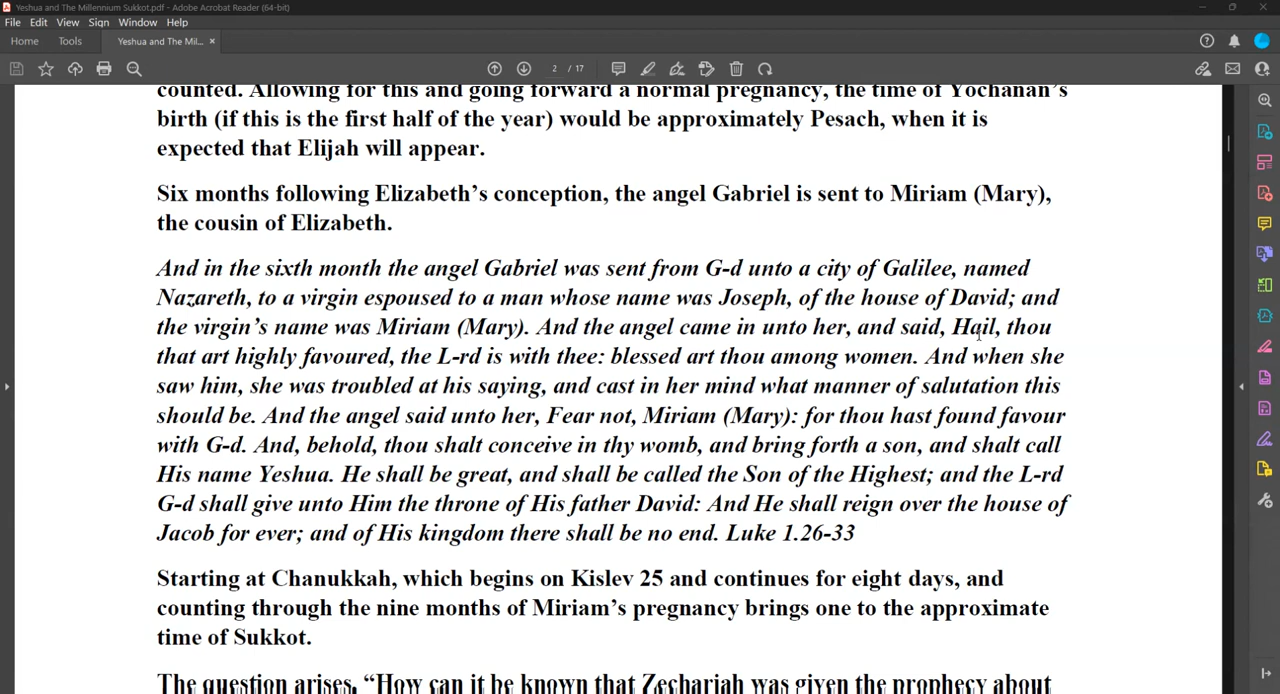 Yeshua and The Millennium Sukkot.pdf - Adobe Acrobat Reader (64-bit)
File Edit View Sign Window Help
Home Tools Yeshua and The Mil... ×
2 / 17
counted. Allowing for this and going forward a normal pregnancy, the time of Yochanan's
birth (if this is the first half of the year) would be approximately Pesach, when it is
expected that Elijah will appear.
Six months following Elizabeth's conception, the angel Gabriel is sent to Miriam (Mary),
the cousin of Elizabeth.
And in the sixth month the angel Gabriel was sent from G-d unto a city of Galilee, named
Nazareth, to a virgin espoused to a man whose name was Joseph, of the house of David; and
the virgin's name was Miriam (Mary). And the angel came in unto her, and said, Hail, thou
that art highly favoured, the L-rd is with thee: blessed art thou among women. And when she
saw him, she was troubled at his saying, and cast in her mind what manner of salutation this
should be. And the angel said unto her, Fear not, Miriam (Mary): for thou hast found favour
with G-d. And, behold, thou shalt conceive in thy womb, and bring forth a son, and shalt call
His name Yeshua. He shall be great, and shall be called the Son of the Highest; and the L-rd
G-d shall give unto Him the throne of His father David: And He shall reign over the house of
Jacob for ever; and of His kingdom there shall be no end. Luke 1.26-33
Starting at Chanukkah, which begins on Kislev 25 and continues for eight days, and
counting through the nine months of Miriam's pregnancy brings one to the approximate
time of Sukkot.
The question arises, “How can it be known that Zechariah was given the prophecy about